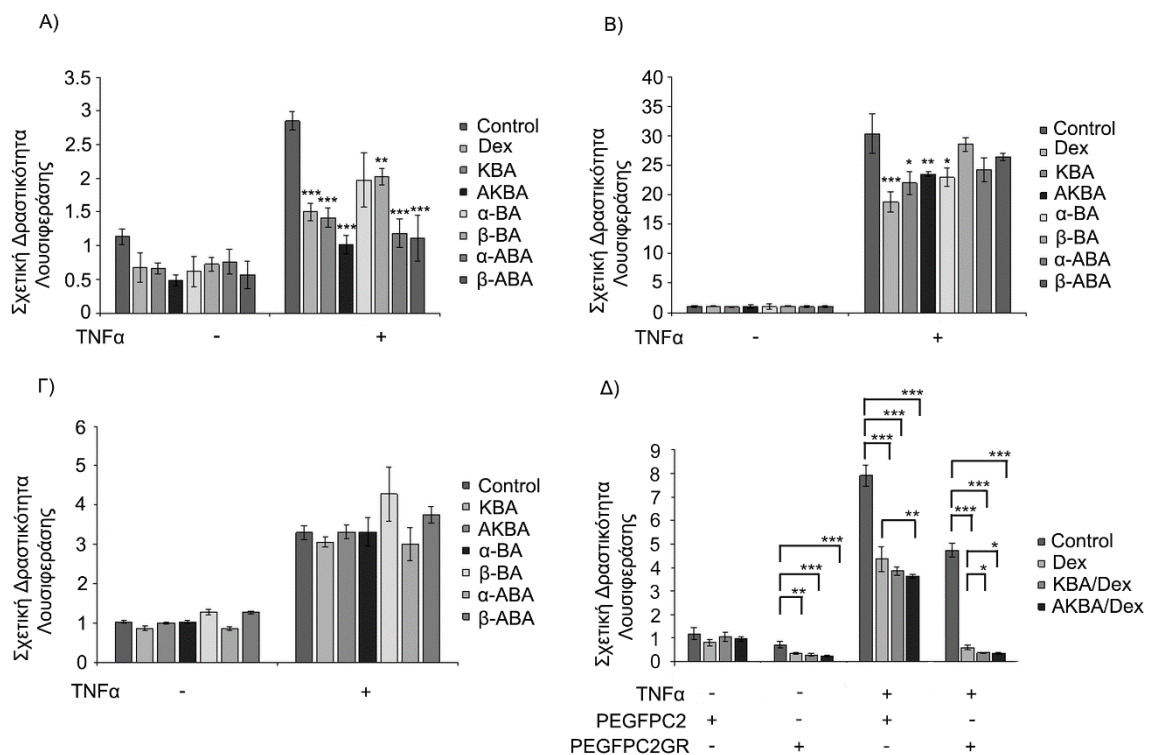 Α)
Σχετική Δραστικότητα
Λουσιφεράσης
3.5
3
2.5
2
1.5
1
0.5
0
*** *** *** ** *** ***
TNFα - +
Control
Dex
KBA
AKBA
α-BA
β-BA
α-ABA
β-ABA
Β)
Σχετική Δραστικότητα
Λουσιφεράσης
40
35
30
25
20
15
10
5
0
*** * ** *
TNFα - +
Control
Dex
KBA
AKBA
α-BA
β-BA
α-ABA
β-ABA
Γ)
Σχετική Δραστικότητα
Λουσιφεράσης
6
5
4
3
2
1
0
TNFα - +
Control
KBA
AKBA
α-BA
β-BA
α-ABA
β-ABA
Δ)
Σχετική Δραστικότητα
Λουσιφεράσης
9
8
7
6
5
4
3
2
1
0
***
***
**
***
***
***
**
***
***
***
*
*
TNFα - - + +
PEGFPC2 + - + -
PEGFPC2GR - + - +
Control
Dex
KBA/Dex
AKBA/Dex